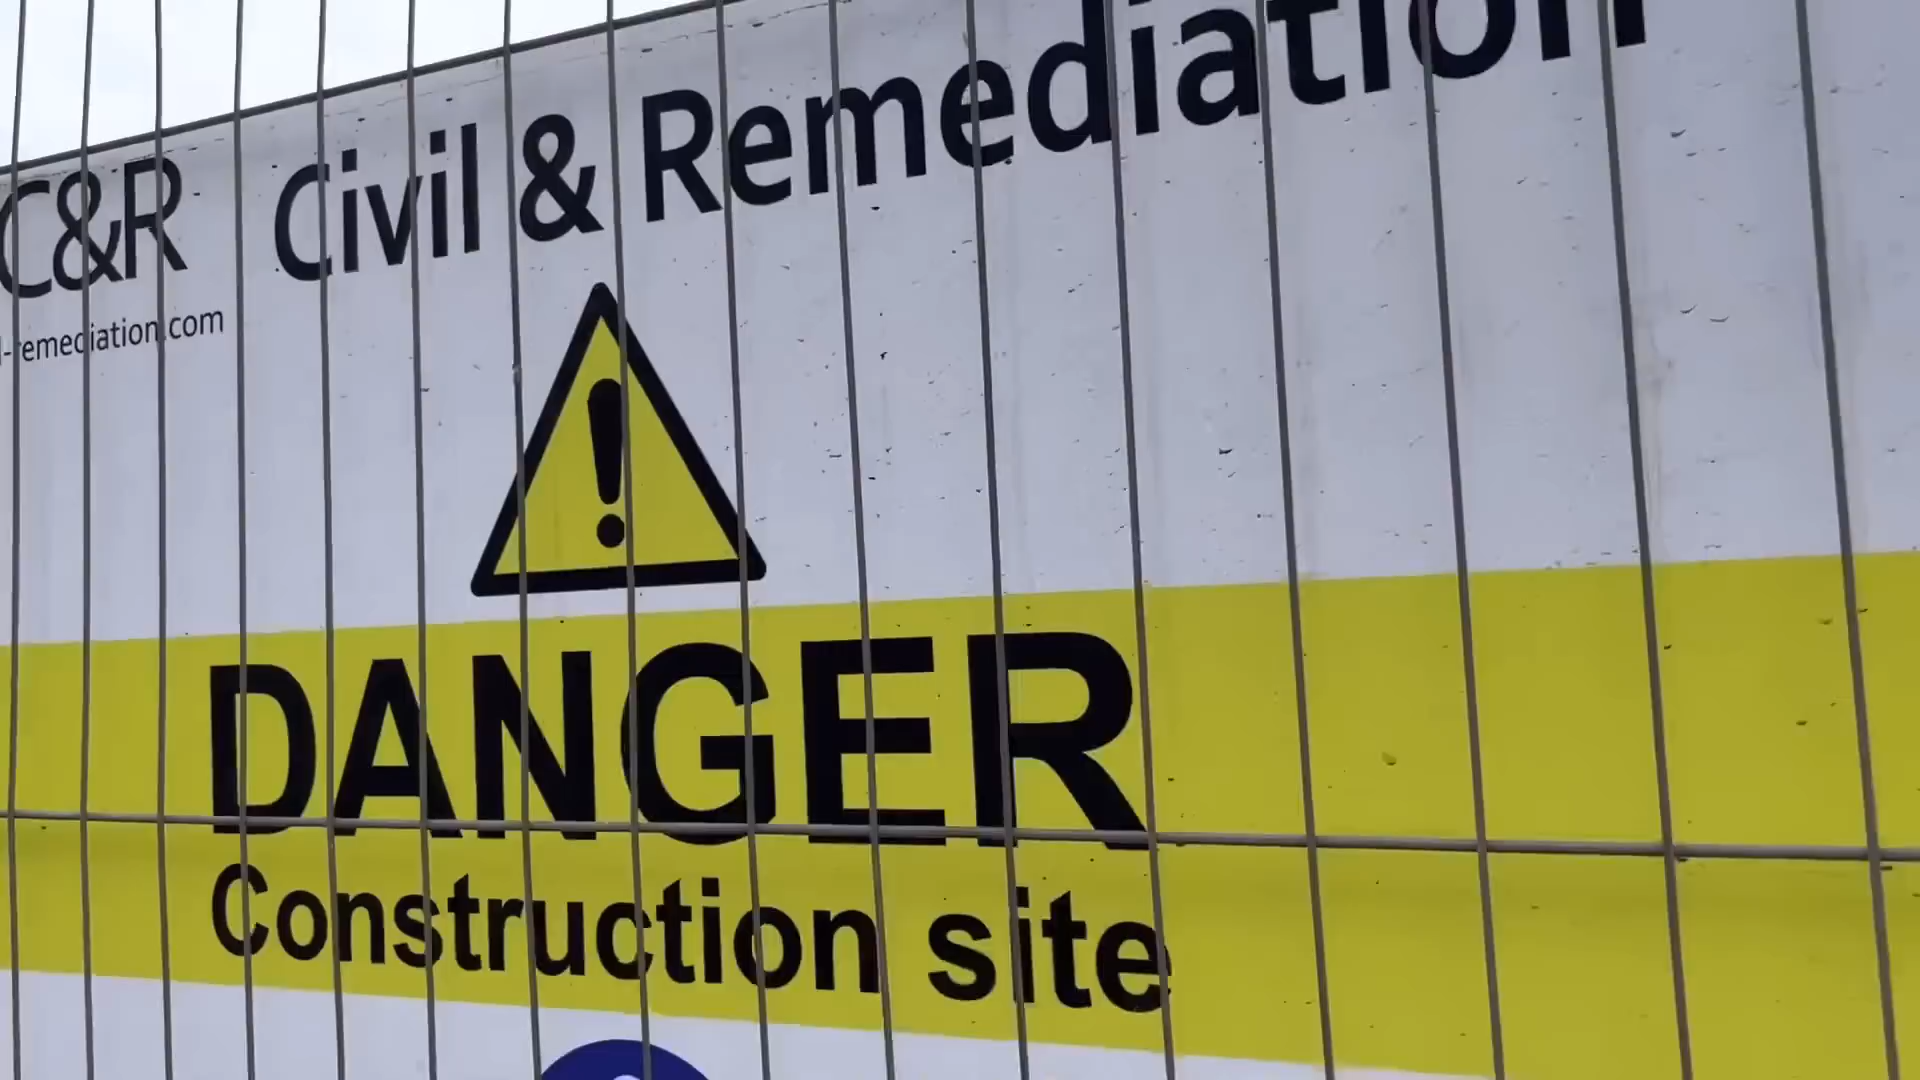 C&R
Civil & Remediation
-remediation.com
DANGER
Construction site